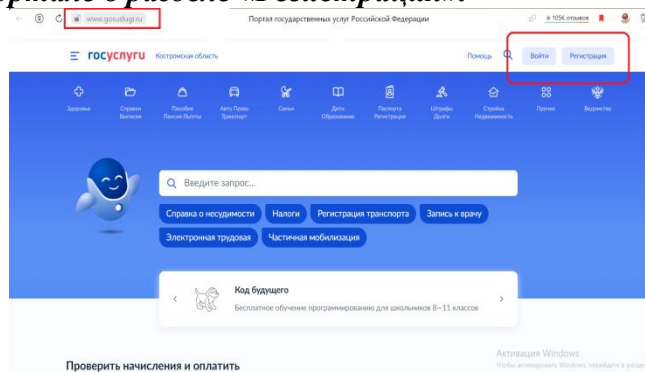 портале в разделе «Регистрация».
www.gosuslugi.ru Портал государственных услуг Российской Федерации 105K отзывов
госуслуги Костромская область Помощь Войти Регистрация
Здоровье Справки Выписки Пособия Пенсия Льготы Авто Права Транспорт Семья Дети Образование Паспорта Регистрация Штрафы Долги Стройка Недвижимость Прочее Ведомства
Введите запрос...
Справка о несудимости Налоги Регистрация транспорта Запись к врачу
Электронная трудовая Частичная мобилизация
Код будущего
Бесплатное обучение программированию для школьников 8–11 классов
Проверить начисления и оплатить
Активация Windows
Чтобы активировать Windows, перейдите в раздел